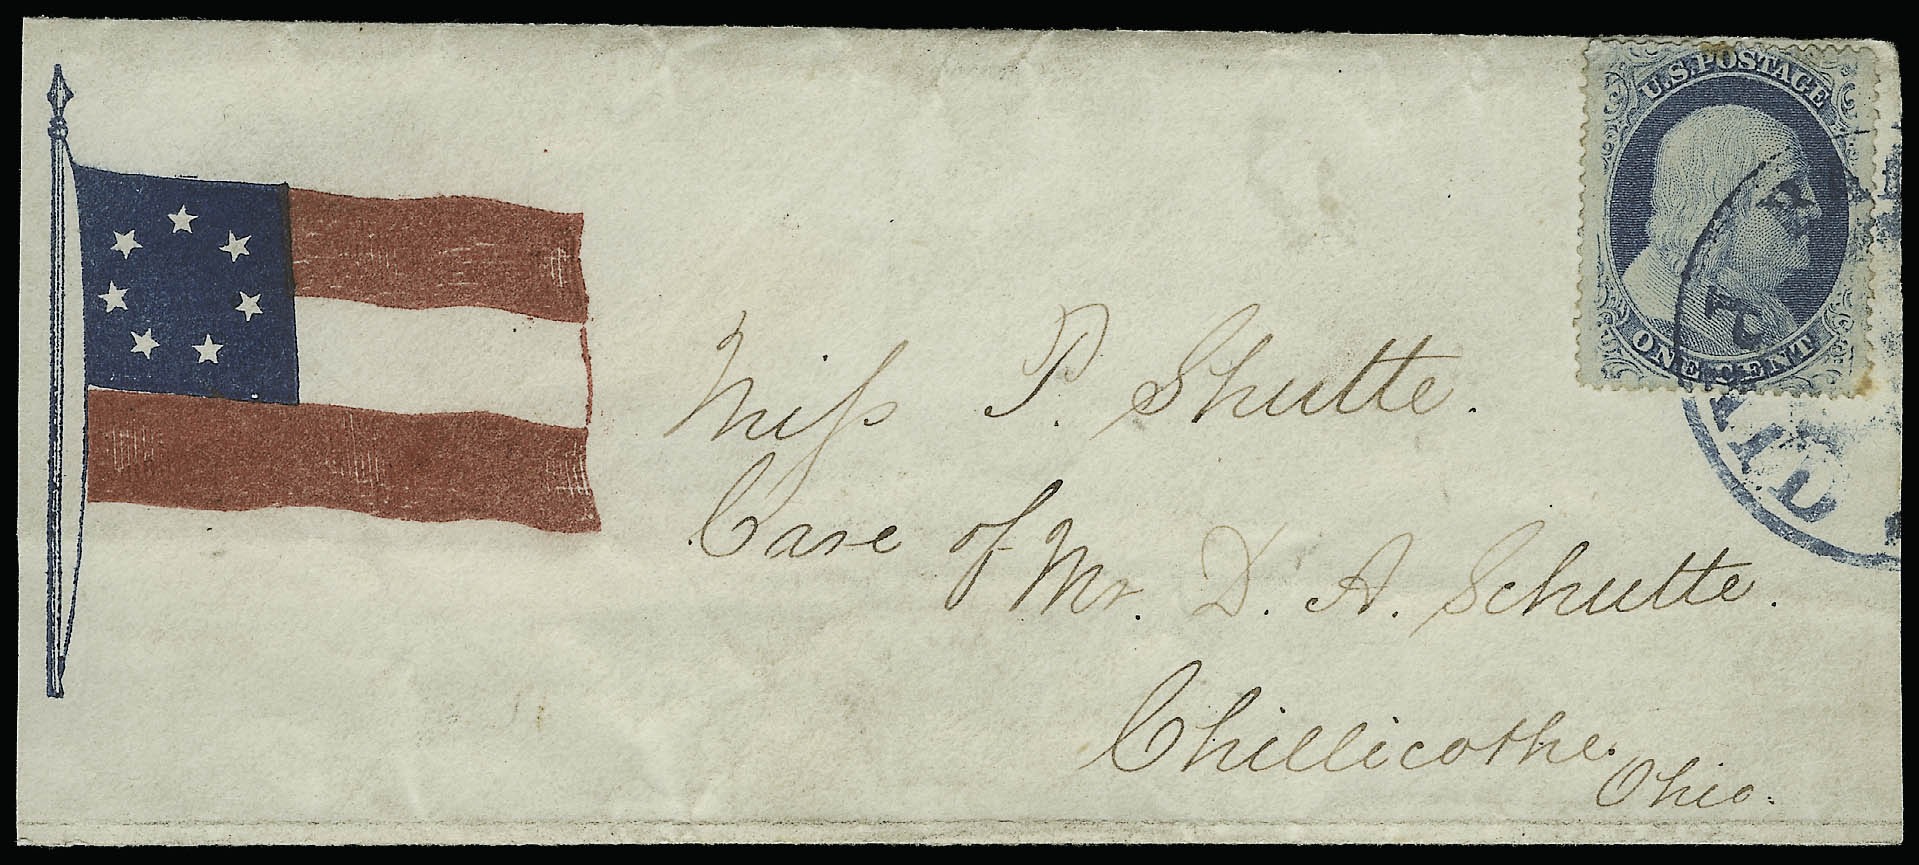 U.S. POSTAGE
ONE CENT
Miss P. Shutte.
Care of Mr. D. A. Schutte.
Chillicothe.
Ohio.